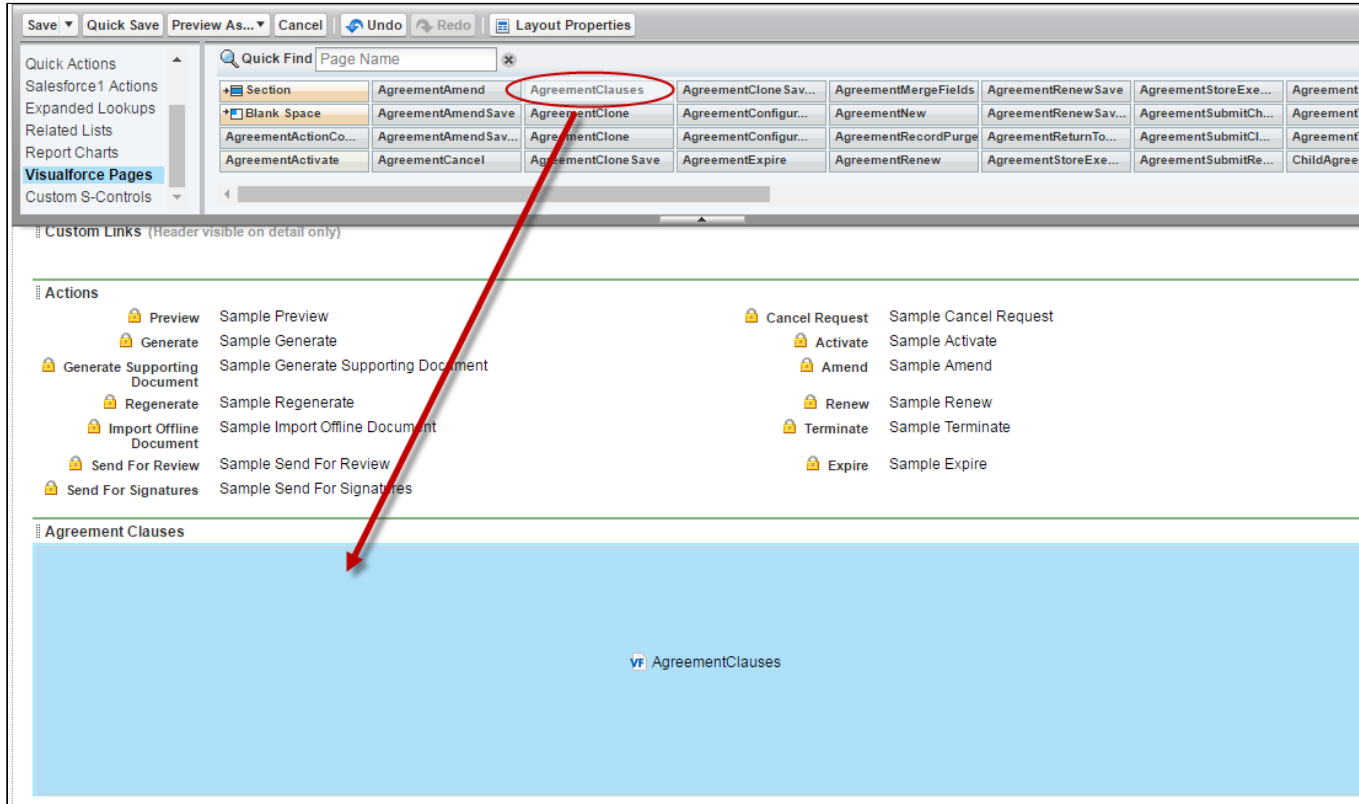 Save Quick Save Preview As... Cancel Undo Redo Layout Properties
Quick Actions
Salesforce1 Actions
Expanded Lookups
Related Lists
Report Charts
Visualforce Pages
Custom S-Controls
Quick Find Page Name
Section AgreementAmend AgreementClauses AgreementCloneSav... AgreementMergeFields AgreementRenewSave AgreementStoreExe... Agreement
Blank Space AgreementAmendSave AgreementClone AgreementConfigur... AgreementNew AgreementRenewSav... AgreementSubmitCh... Agreement
AgreementActionCo... AgreementAmendSav... AgreementClone AgreementConfigur... AgreementRecordPurge AgreementReturnTo... AgreementSubmitCl... Agreement
AgreementActivate AgreementCancel AgreementCloneSave AgreementExpire AgreementRenew AgreementStoreExe... AgreementSubmitRe... ChildAgree
Custom Links (Header visible on detail only)
Actions
Preview Sample Preview Cancel Request Sample Cancel Request
Generate Sample Generate Activate Sample Activate
Generate Supporting Document Sample Generate Supporting Document Amend Sample Amend
Regenerate Sample Regenerate Renew Sample Renew
Import Offline Document Sample Import Offline Document Terminate Sample Terminate
Send For Review Sample Send For Review Expire Sample Expire
Send For Signatures Sample Send For Signatures
Agreement Clauses
VF AgreementClauses